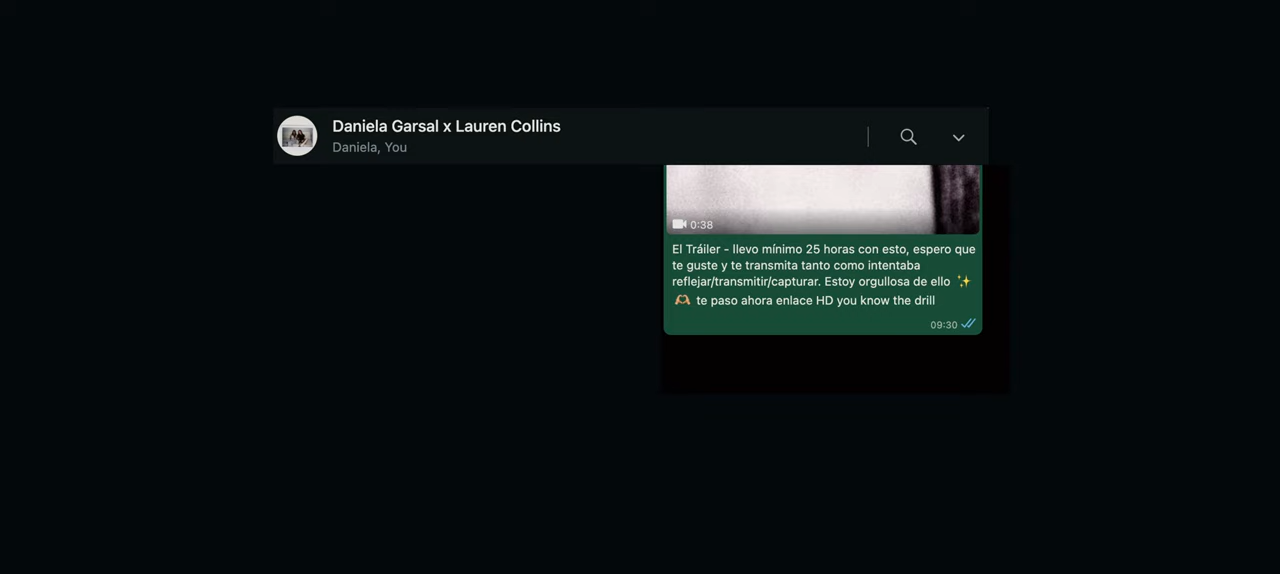 Daniela Garsal x Lauren Collins
Daniela, You
0:38
El Tráiler - llevo mínimo 25 horas con esto, espero que
te guste y te transmita tanto como intentaba
reflejar/transmitir/capturar. Estoy orgullosa de ello ✨
🫶🏼 te paso ahora enlace HD you know the drill
09:30